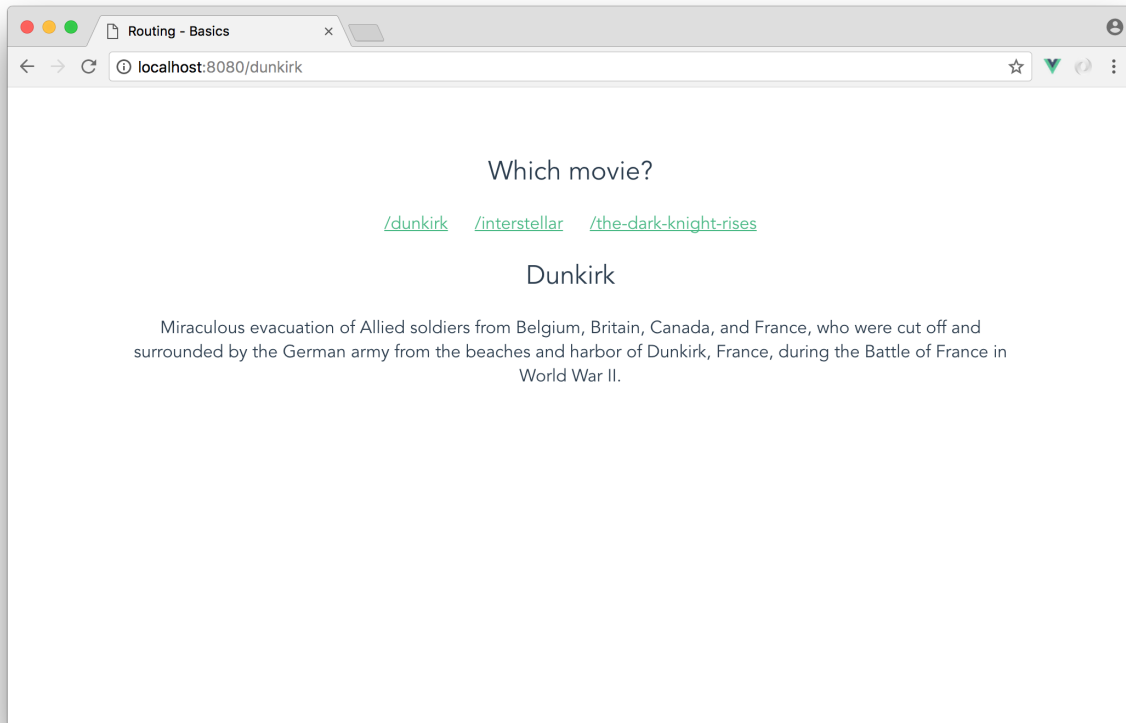 Routing - Basics
localhost:8080/dunkirk
Which movie?
/dunkirk /interstellar /the-dark-knight-rises
Dunkirk
Miraculous evacuation of Allied soldiers from Belgium, Britain, Canada, and France, who were cut off and
surrounded by the German army from the beaches and harbor of Dunkirk, France, during the Battle of France in
World War II.